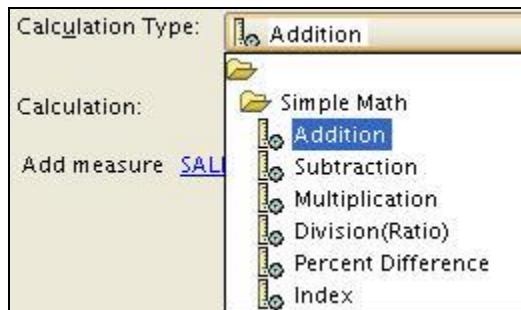 Calculation Type: Addition
Simple Math
Calculation:
Addition
Add measure
Subtraction
Multiplication
Division(Ratio)
Percent Difference
Index